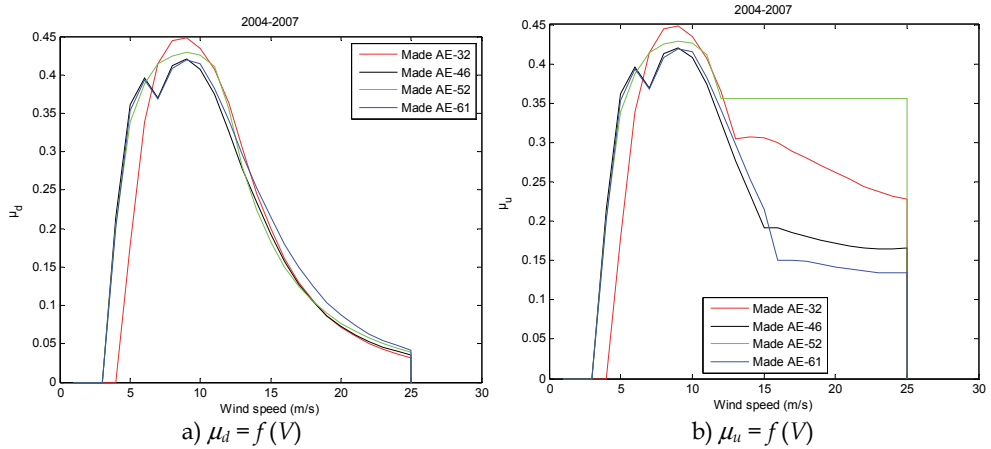 2004-2007
0.45
0.4
0.35
0.3
0.25
0.2
0.15
0.1
0.05
0
μd
Made AE-32
Made AE-46
Made AE-52
Made AE-61
0 5 10 15 20 25 30
Wind speed (m/s)
a) μd = f (V)
2004-2007
0.45
0.4
0.35
0.3
0.25
0.2
0.15
0.1
0.05
0
μu
Made AE-32
Made AE-46
Made AE-52
Made AE-61
0 5 10 15 20 25 30
Wind speed (m/s)
b) μu = f (V)